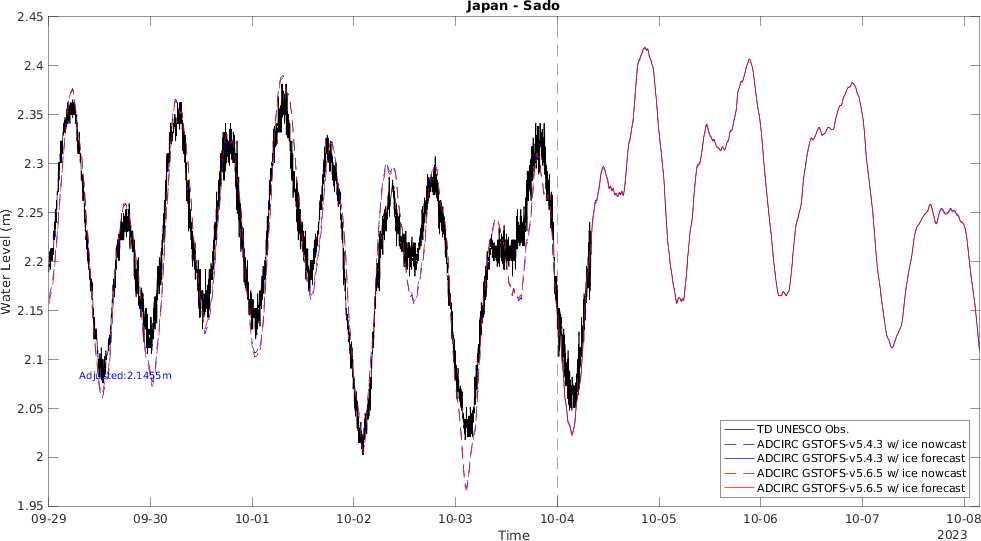 Japan - Sado
Water Level (m)
2.45
2.4
2.35
2.3
2.25
2.2
2.15
2.1
2.05
2
1.95
Adjusted:2.1455m
TD UNESCO Obs.
ADCIRC GSTOFS-v5.4.3 w/ ice nowcast
ADCIRC GSTOFS-v5.4.3 w/ ice forecast
ADCIRC GSTOFS-v5.6.5 w/ ice nowcast
ADCIRC GSTOFS-v5.6.5 w/ ice forecast
09-29 09-30 10-01 10-02 10-03 10-04 10-05 10-06 10-07 10-08
Time
2023